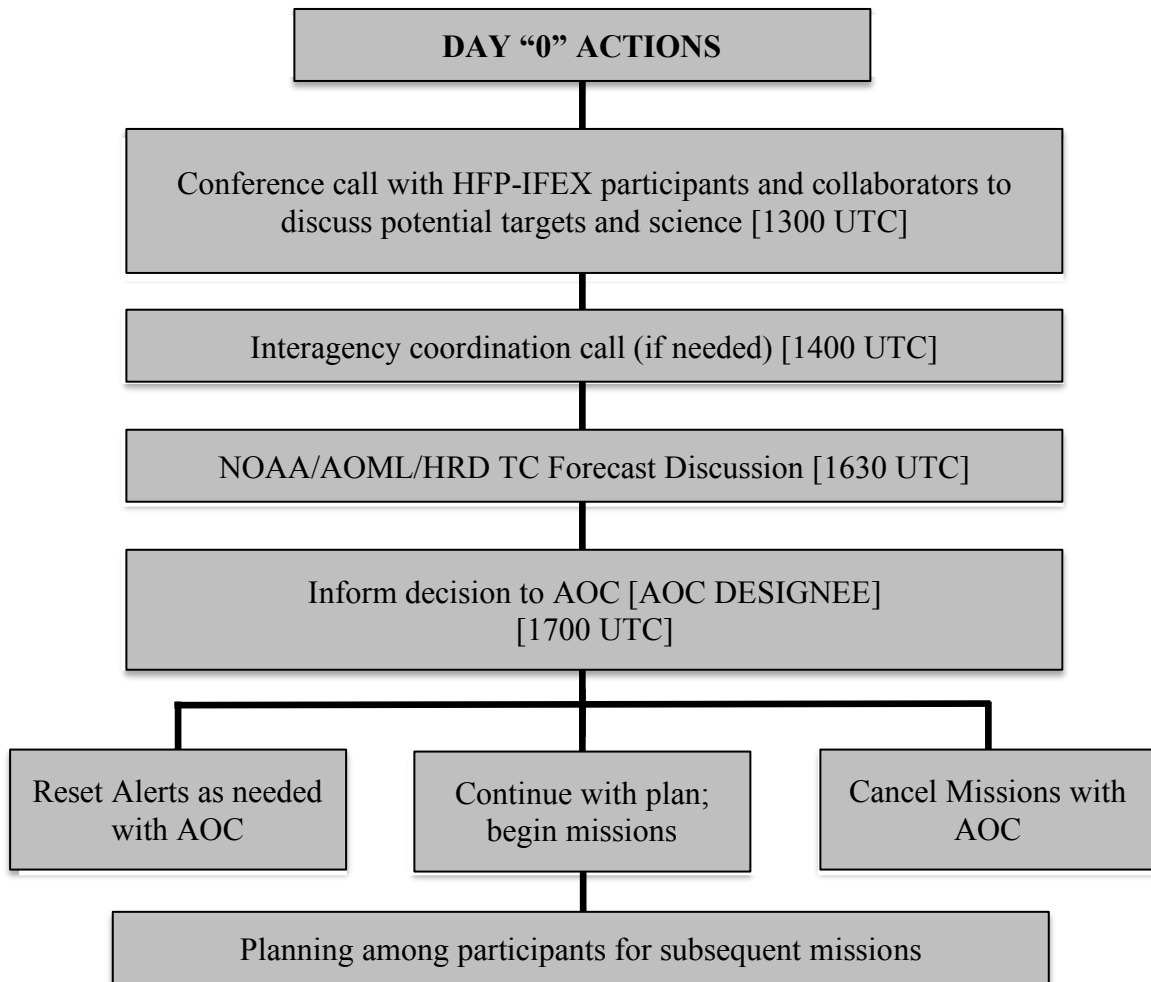 DAY “0” ACTIONS
Conference call with HFP-IFEX participants and collaborators to
discuss potential targets and science [1300 UTC]
Interagency coordination call (if needed) [1400 UTC]
NOAA/AOML/HRD TC Forecast Discussion [1630 UTC]
Inform decision to AOC [AOC DESIGNEE]
[1700 UTC]
Reset Alerts as needed
with AOC
Continue with plan;
begin missions
Cancel Missions with
AOC
Planning among participants for subsequent missions